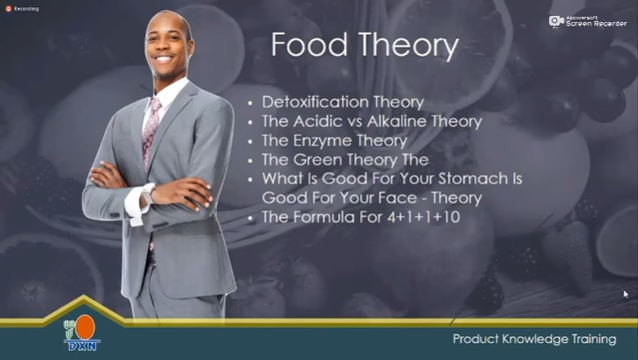 Recording
Apowersoft
Screen Recorder
Food Theory
• Detoxification Theory
• The Acidic vs Alkaline Theory
• The Enzyme Theory
• The Green Theory The
• What Is Good For Your Stomach Is
Good For Your Face - Theory
• The Formula For 4+1+1+10
DXN
Product Knowledge Training